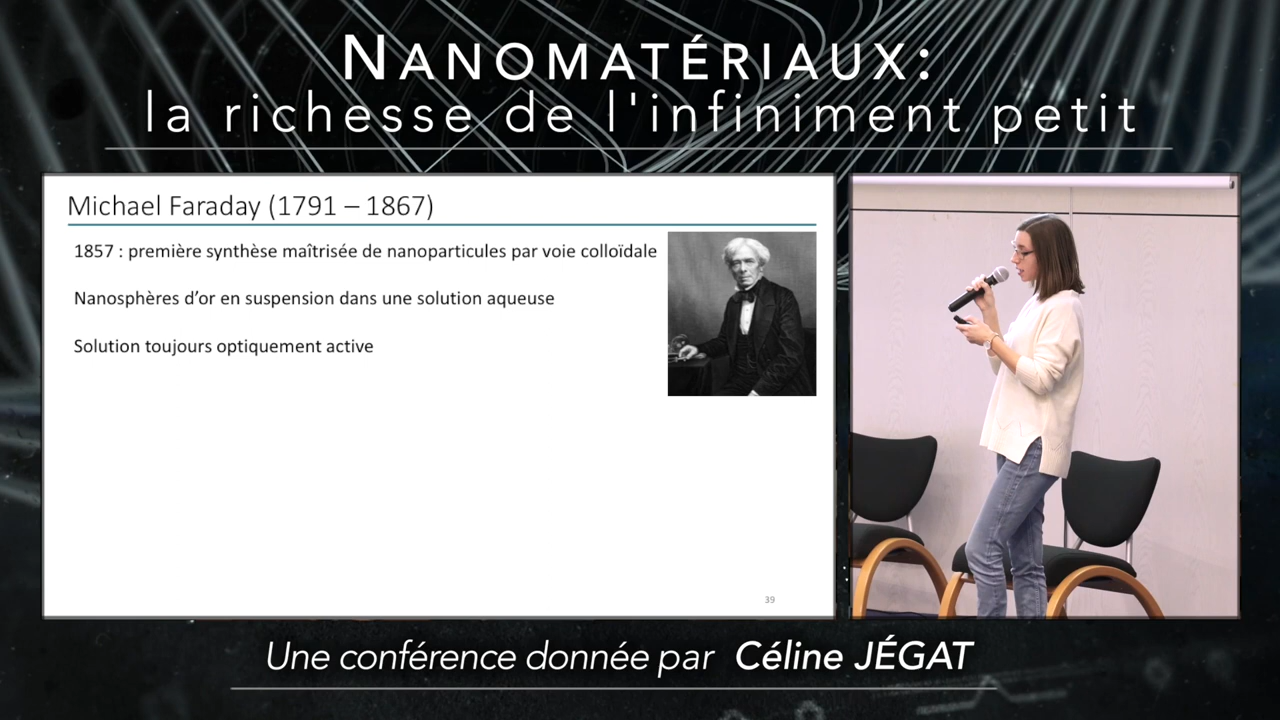 NANOMATÉRIAUX:
la richesse de l'infiniment petit
Michael Faraday (1791 – 1867)
1857 : première synthèse maîtrisée de nanoparticules par voie colloïdale
Nanosphères d’or en suspension dans une solution aqueuse
Solution toujours optiquement active
39
Une conférence donnée par Céline JÉGAT